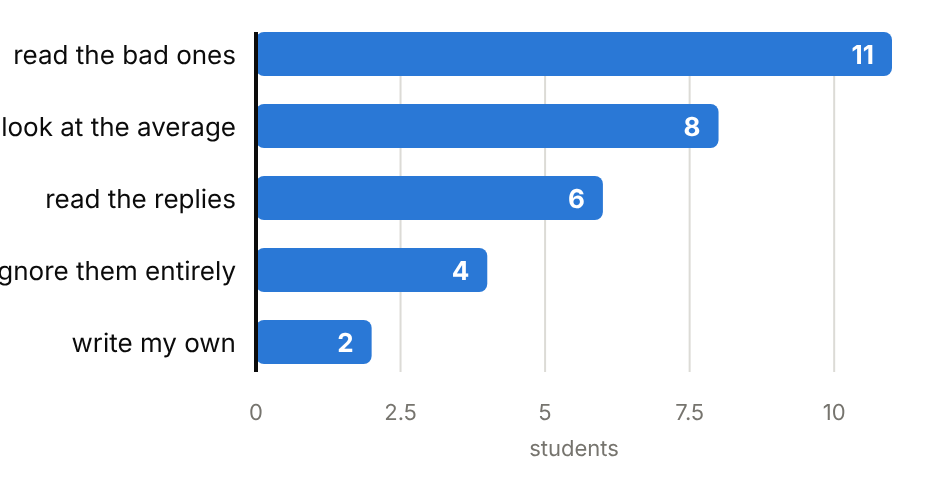 read the bad ones 11
look at the average 8
read the replies 6
gnore them entirely 4
write my own 2
0 2.5 5 7.5 10
students